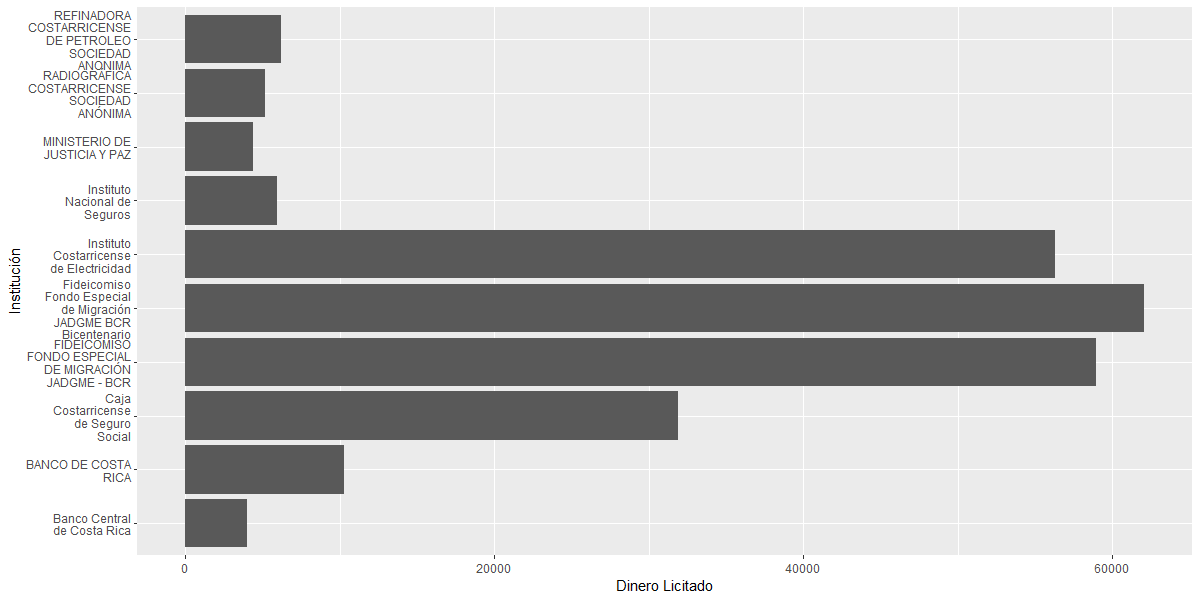 REFINADORA
COSTARRICENSE
DE PETROLEO
SOCIEDAD
ANONIMA
RADIOGRÁFICA
COSTARRICENSE
SOCIEDAD
ANÓNIMA
MINISTERIO DE
JUSTICIA Y PAZ
Instituto
Nacional de
Seguros
Instituto
Costarricense
de Electricidad
Fideicomiso
Fondo Especial
de Migración
JADGME BCR
Bicentenario
FIDEICOMISO
FONDO ESPECIAL
DE MIGRACIÓN
JADGME - BCR
Caja
Costarricense
de Seguro
Social
BANCO DE COSTA
RICA
Banco Central
de Costa Rica
Institución
0 20000 40000 60000
Dinero Licitado